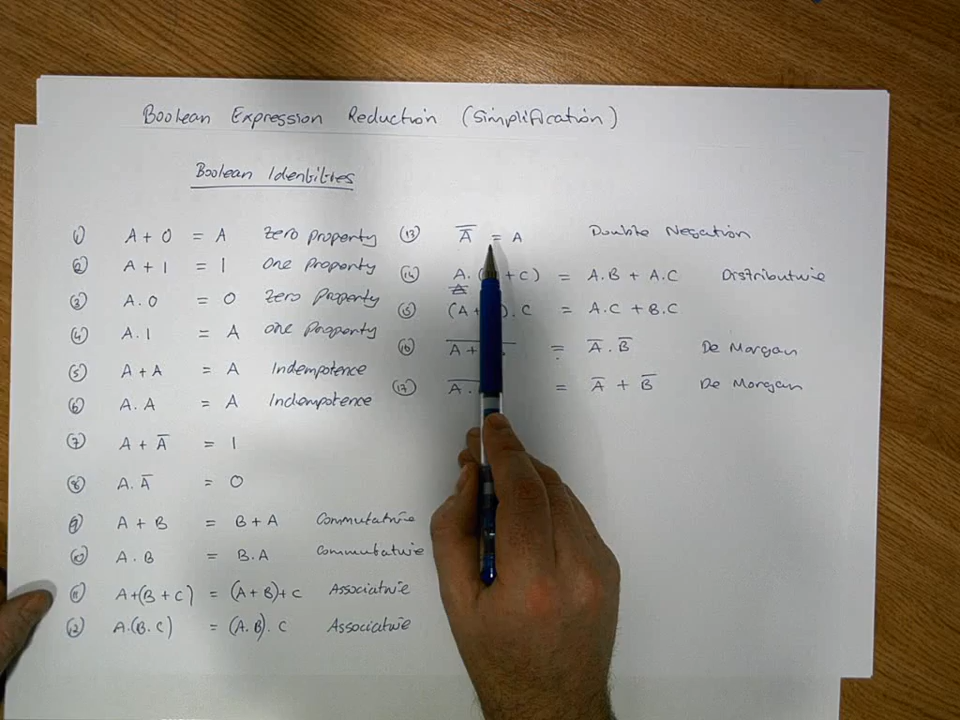 Boolean Expression Reduction (Simplification)
Boolean Identities
① A + 0 = A Zero Property
② A + 1 = 1 One Property
③ A . 0 = 0 Zero Property
④ A . 1 = A One Property
⑤ A + A = A Indempotence
⑥ A . A = A Indempotence
⑦ A + A̅ = 1
⑧ A . A̅ = 0
⑨ A + B = B + A Commutative
⑩ A . B = B . A Commutative
⑪ A+(B + C) = (A + B)+C Associative
⑫ A.(B.C) = (A.B).C Associative
⑬ A̿ = A Double Negation
⑭ A.( + C) = A.B + A.C Distributive
⑮ (A+ ).C = A.C + B.C
⑯ A + = A̅ . B̅ De Morgan
⑰ A . = A̅ + B̅ De Morgan